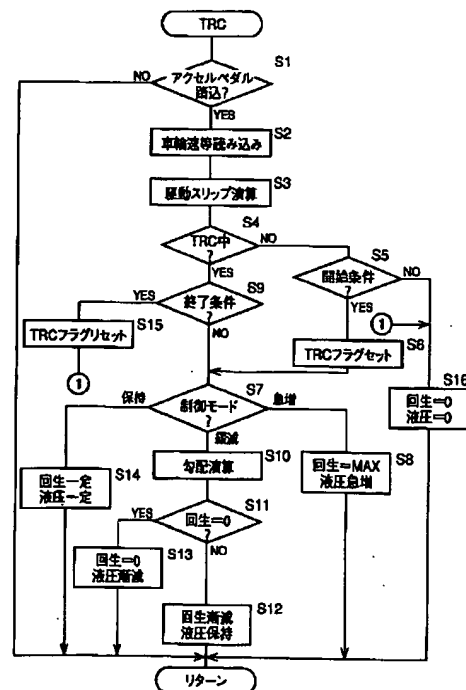 TRC
S1
NO
アクセルペダル
踏込?
YES
S2
車輪速等読み込み
S3
駆動スリップ演算
S4
TRC中
?
NO
YES
S5
開始条件
?
NO
YES
S9
終了条件
?
YES
NO
S15
TRCフラグリセット
1
1
S6
TRCフラグセット
S16
回生=0
液圧=0
S7
制御モード
?
保持
急増
緩減
S10
勾配演算
S14
回生一定
液圧一定
S8
回生=MAX
液圧急増
S11
回生=0
?
YES
NO
S13
回生=0
液圧漸減
S12
回生漸減
液圧保持
リターン